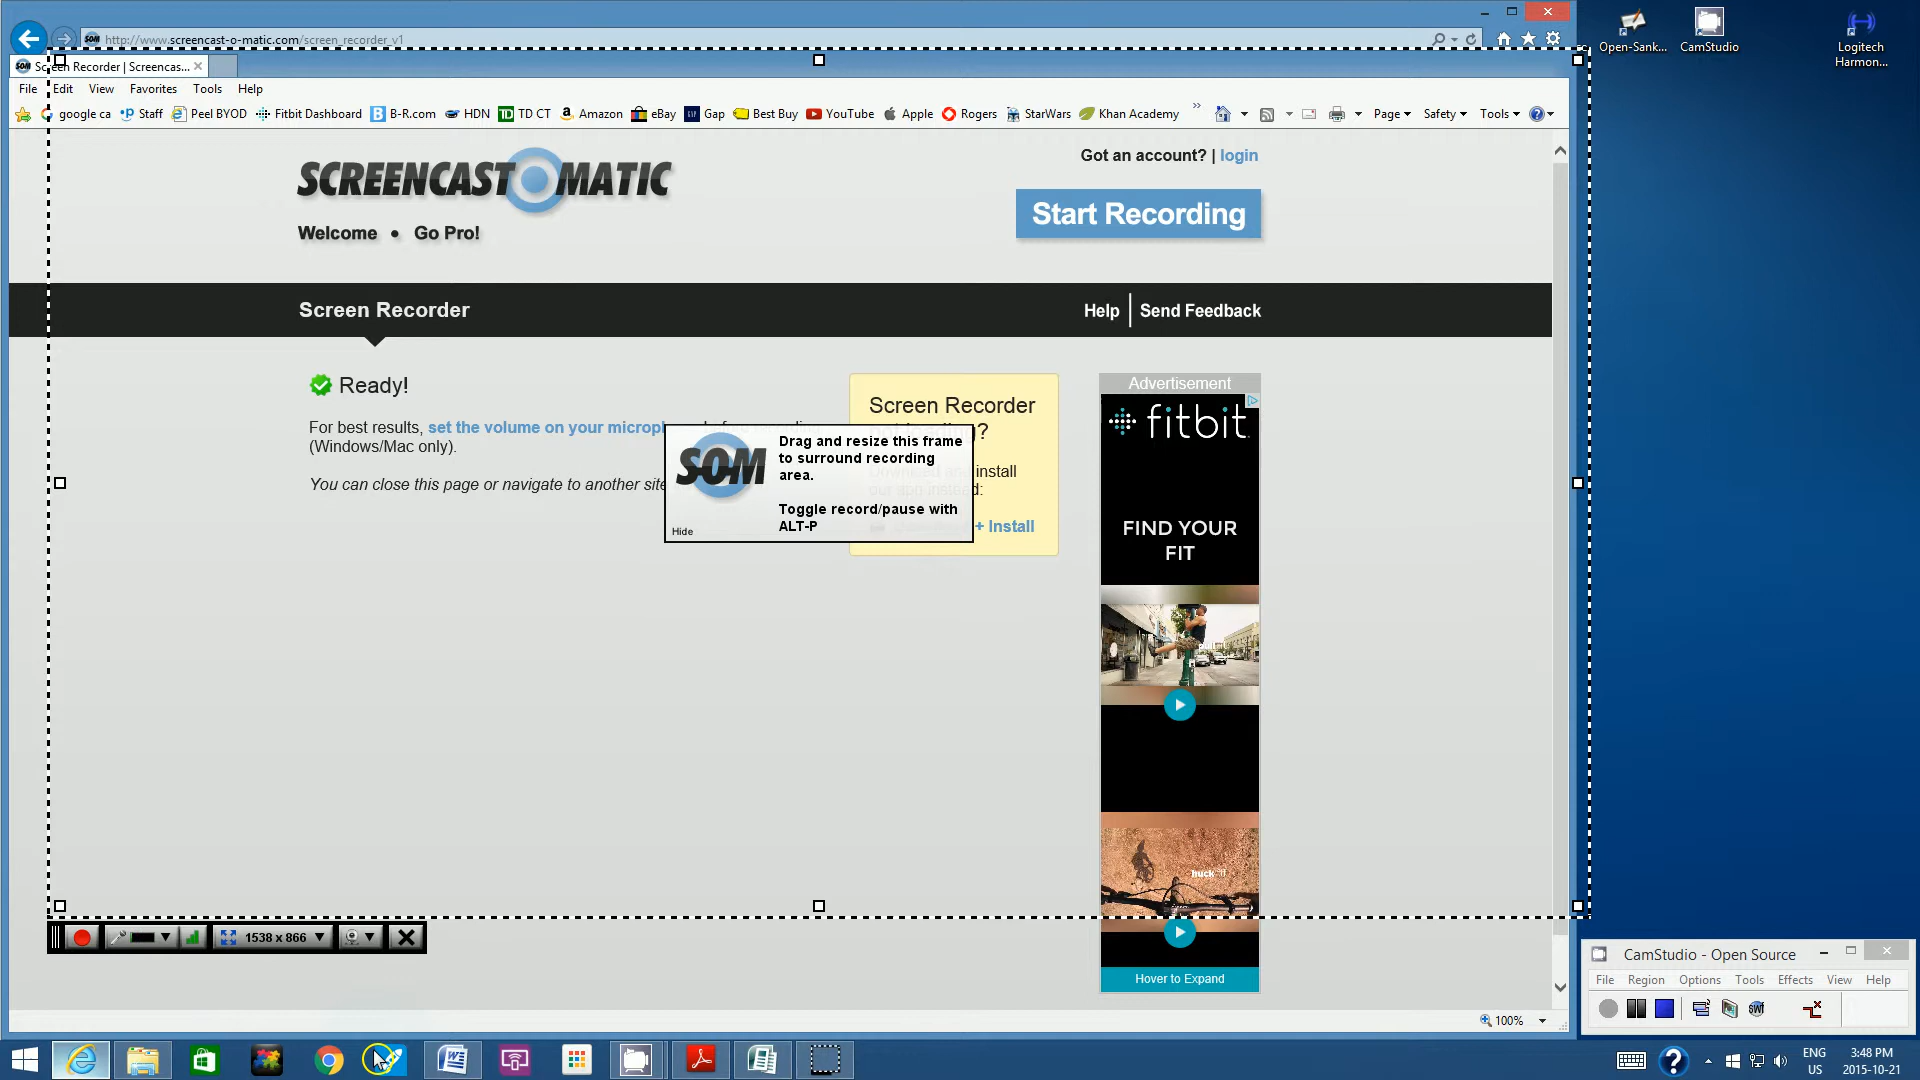 http://www.screencast-o-matic.com/screen_recorder_v1
Screen Recorder | Screencas...
File Edit View Favorites Tools Help
google ca Staff Peel BYOD Fitbit Dashboard B-R.com HDN TD CT Amazon eBay Gap Best Buy YouTube Apple Rogers StarWars Khan Academy Page Safety Tools
Open-Sank... CamStudio
Logitech
Harmon...
SCREENCAST-O-MATIC
Got an account? | login
Start Recording
Welcome • Go Pro!
Screen Recorder
Help Send Feedback
Ready!
For best results, set the volume on your microph
(Windows/Mac only).
You can close this page or navigate to another site
SOM
Drag and resize this frame
to surround recording
area.
Toggle record/pause with
ALT-P
Hide
Screen Recorder
?
install
+ Install
Advertisement
fitbit
FIND YOUR
FIT
Hover to Expand
1538 x 866
100%
CamStudio - Open Source
File Region Options Tools Effects View Help
ENG
US
3:48 PM
2015-10-21